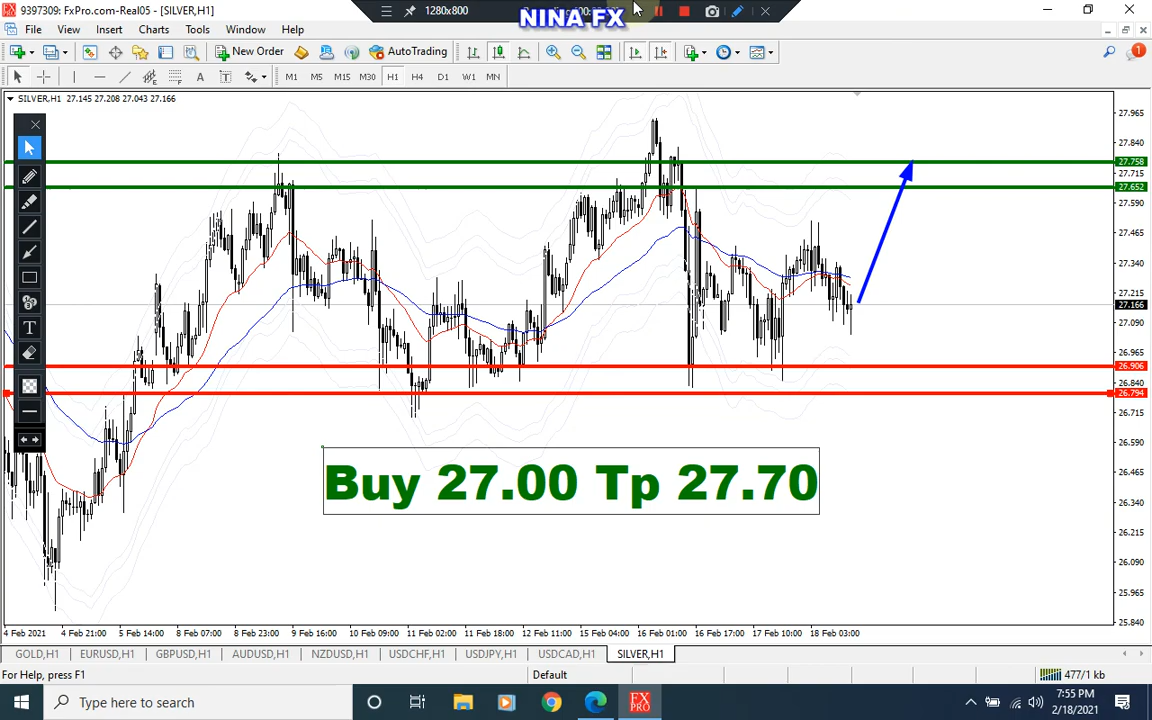 9397309: FxPro.com-Real05 - [SILVER,H1]
1280x800
NINA FX
File View Insert Charts Tools Window Help
New Order
AutoTrading
1
A T M1 M5 M15 M30 H1 H4 D1 W1 MN
SILVER,H1 27.145 27.208 27.043 27.166
27.965
27.840
27.758
27.715
27.652
27.590
27.465
27.340
27.215
27.166
27.090
26.965
26.906
26.840
26.794
26.715
26.590
26.465
26.340
26.215
26.090
25.965
25.840
T
Buy 27.00 Tp 27.70
4 Feb 2021 4 Feb 21:00 5 Feb 14:00 8 Feb 07:00 8 Feb 23:00 9 Feb 16:00 10 Feb 09:00 11 Feb 02:00 11 Feb 18:00 12 Feb 11:00 15 Feb 04:00 16 Feb 01:00 16 Feb 17:00 17 Feb 10:00 18 Feb 03:00
GOLD,H1 EURUSD,H1 GBPUSD,H1 AUDUSD,H1 NZDUSD,H1 USDCHF,H1 USDJPY,H1 USDCAD,H1 SILVER,H1
For Help, press F1
Default
477/1 kb
Type here to search
FX PRO
7:55 PM
2/18/2021